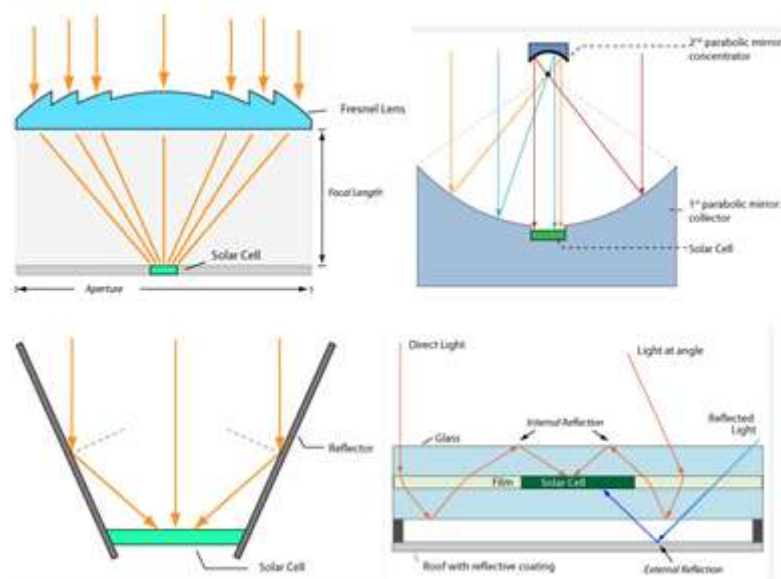 Fresnel Lens
Focal Length
Solar Cell
Aperture
2nd parabolic mirror
concentrator
1st parabolic mirror
collector
Solar Cell
Reflector
Solar Cell
Direct Light
Light at angle
Internal Reflection
Reflected
Light
Glass
Film
Solar Cell
Roof with reflective coating
External Reflection